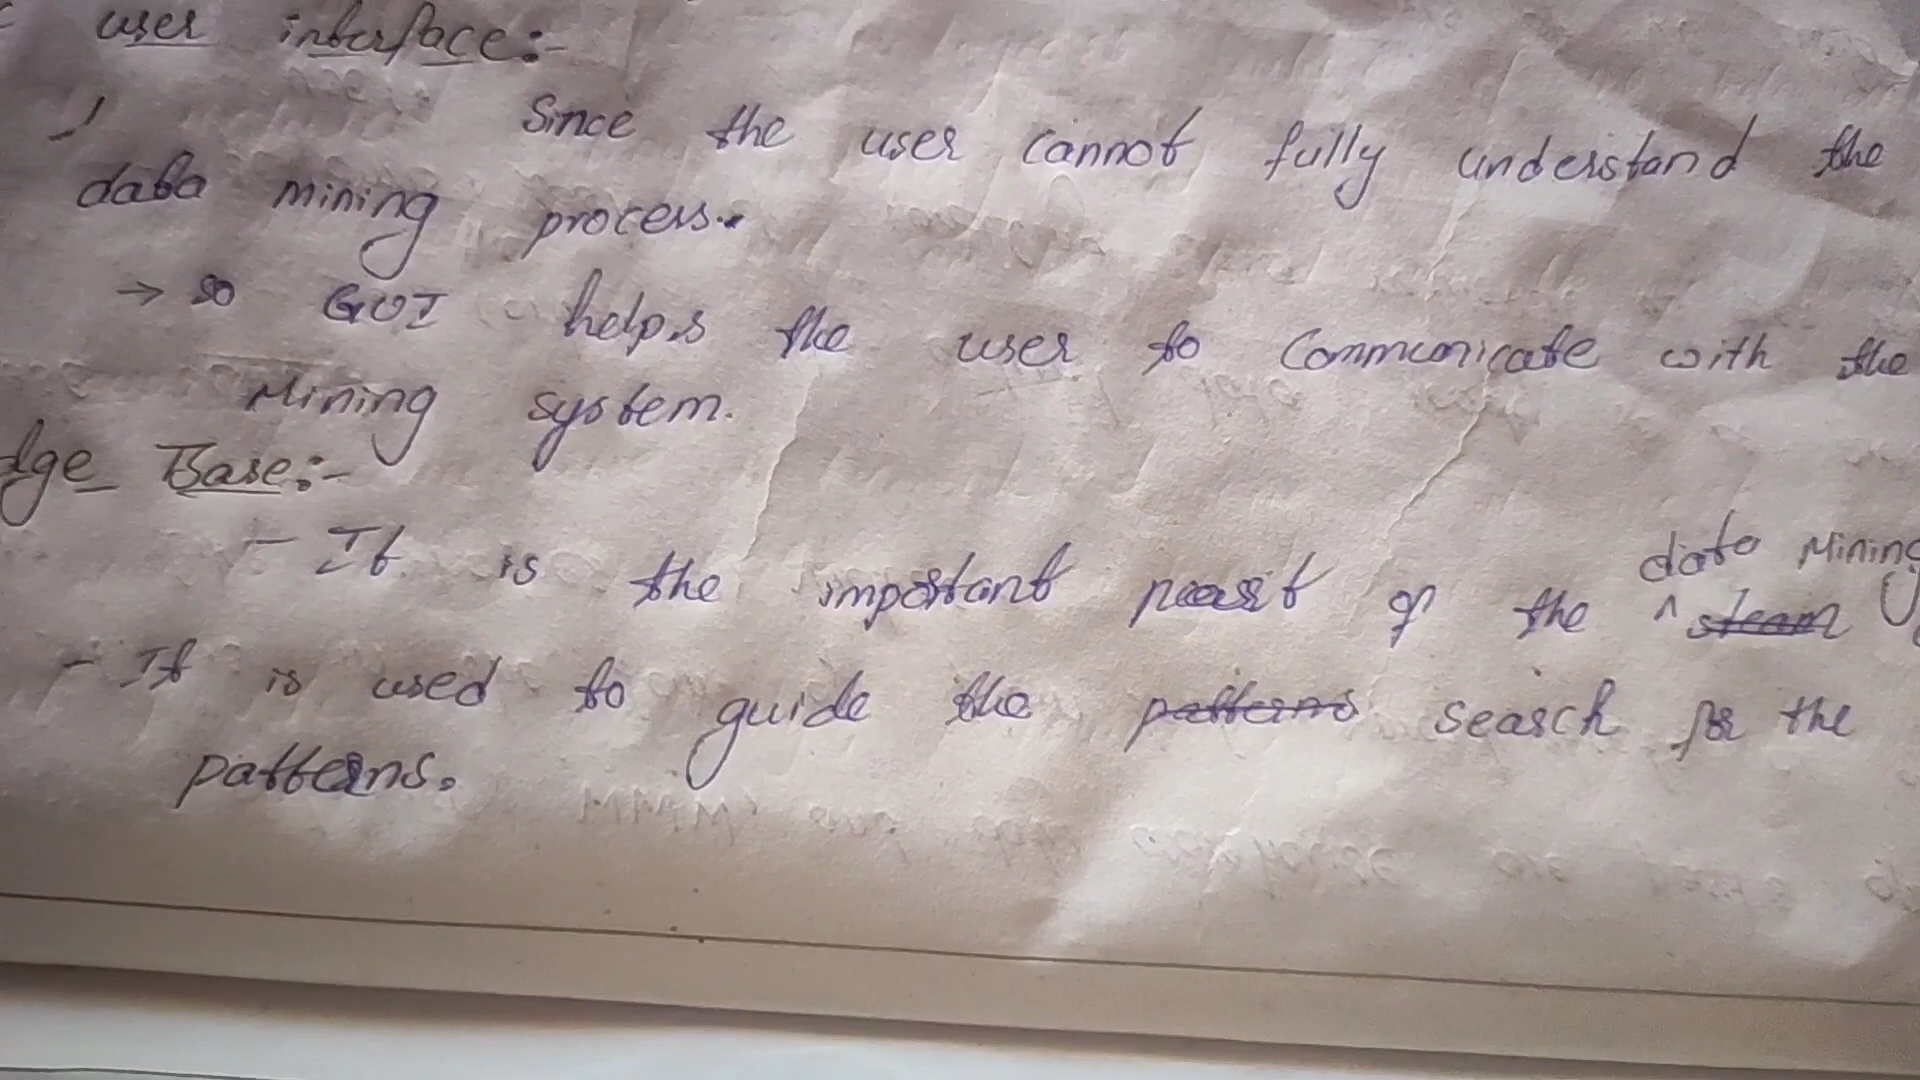 user interface:-
Since the user cannot fully understand the
data mining process.
→ so GUI helps the user to communicate with the
Mining system.
dge Base:-
- It is the important part of the ^ data Mining
- It is used to guide the patterns search for the
patterns.